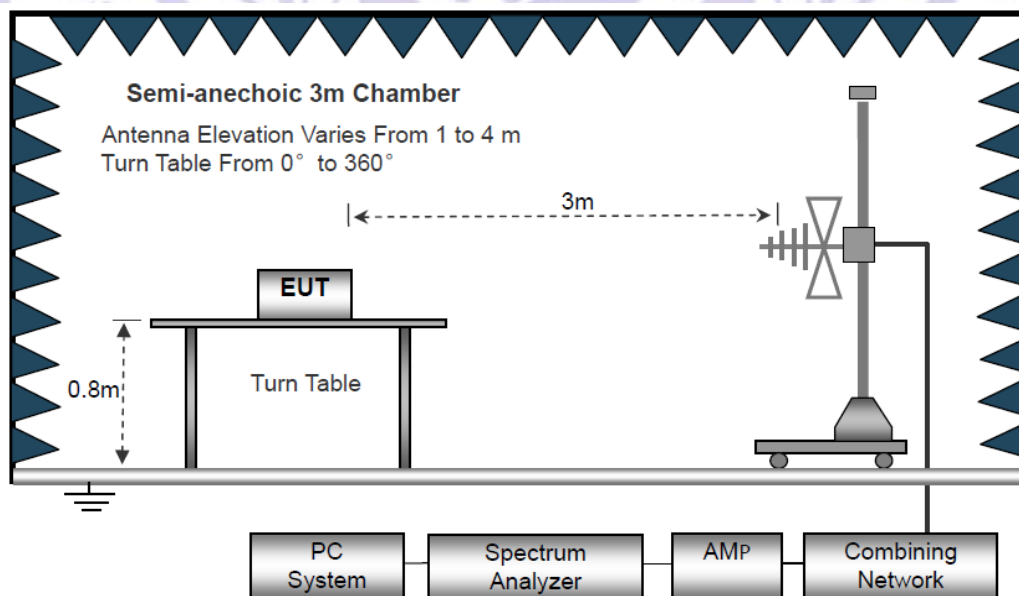 Semi-anechoic 3m Chamber
Antenna Elevation Varies From 1 to 4 m
Turn Table From 0° to 360°
3m
EUT
0.8m
Turn Table
PC
System
Spectrum
Analyzer
AMP
Combining
Network